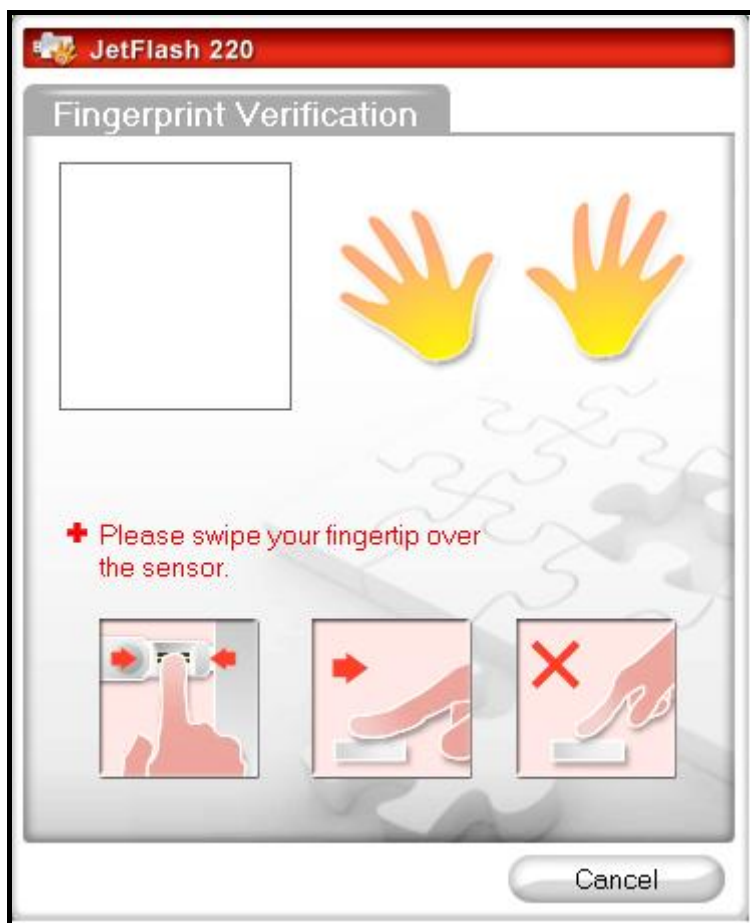 JetFlash 220
Fingerprint Verification
Please swipe your fingertip over
the sensor.
Cancel